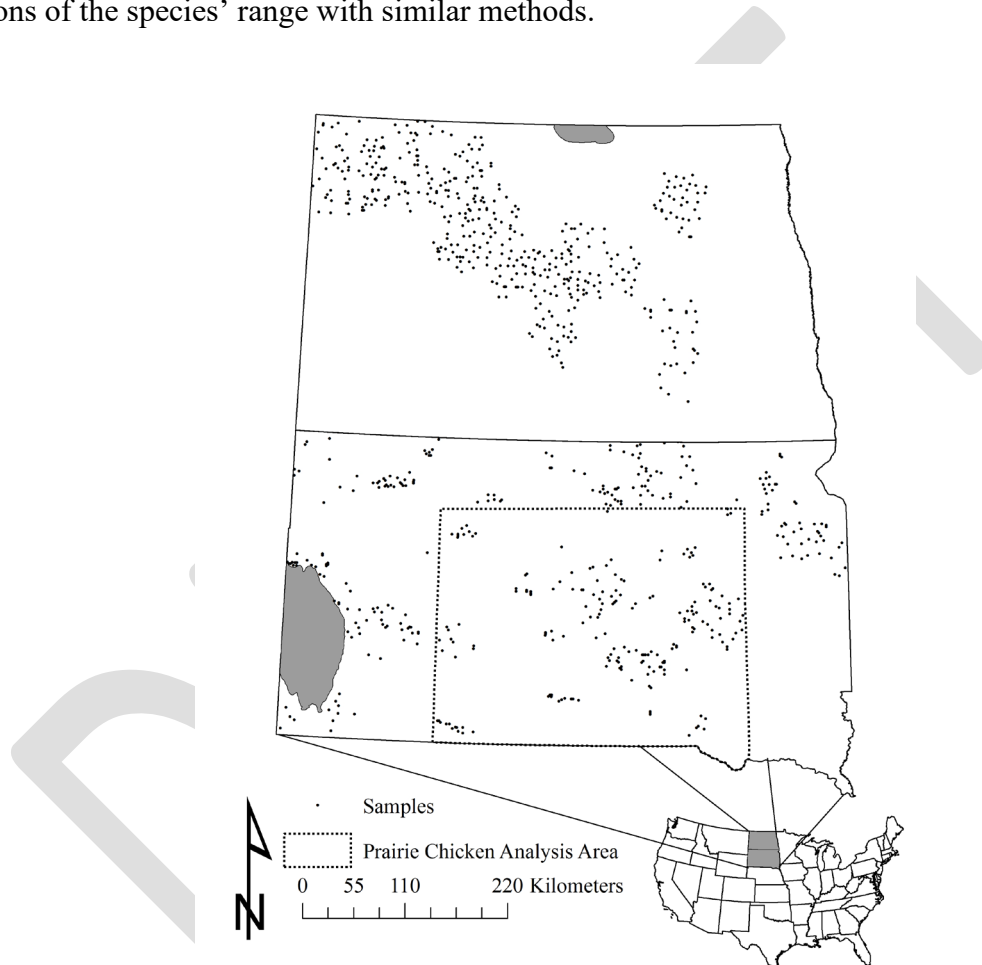 ons of the species’ range with similar methods.
Samples
Prairie Chicken Analysis Area
0 55 110 220 Kilometers
N